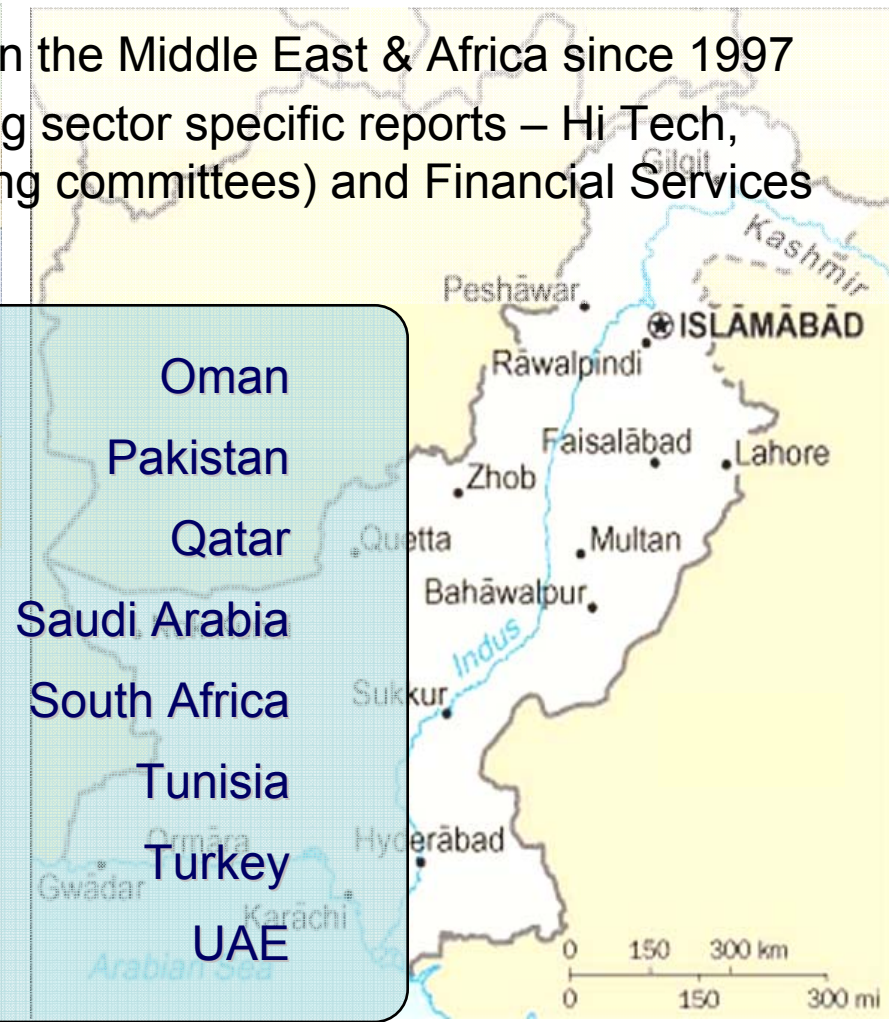 n the Middle East & Africa since 1997
g sector specific reports – Hi Tech,
ng committees) and Financial Services
Gilgit
Kashmir
Peshāwar
ISLĀMĀBĀD
Rāwalpindi
Oman
Faisalābad
Lahore
Pakistan
Zhob
Qatar
Quetta
Multan
Bahāwalpur
Saudi Arabia
Indus
South Africa
Sukkur
Tunisia
Ormāra
Hyderābād
Turkey
Gwādar
Karāchi
UAE
Arabian Sea
0 150 300 km
0 150 300 mi